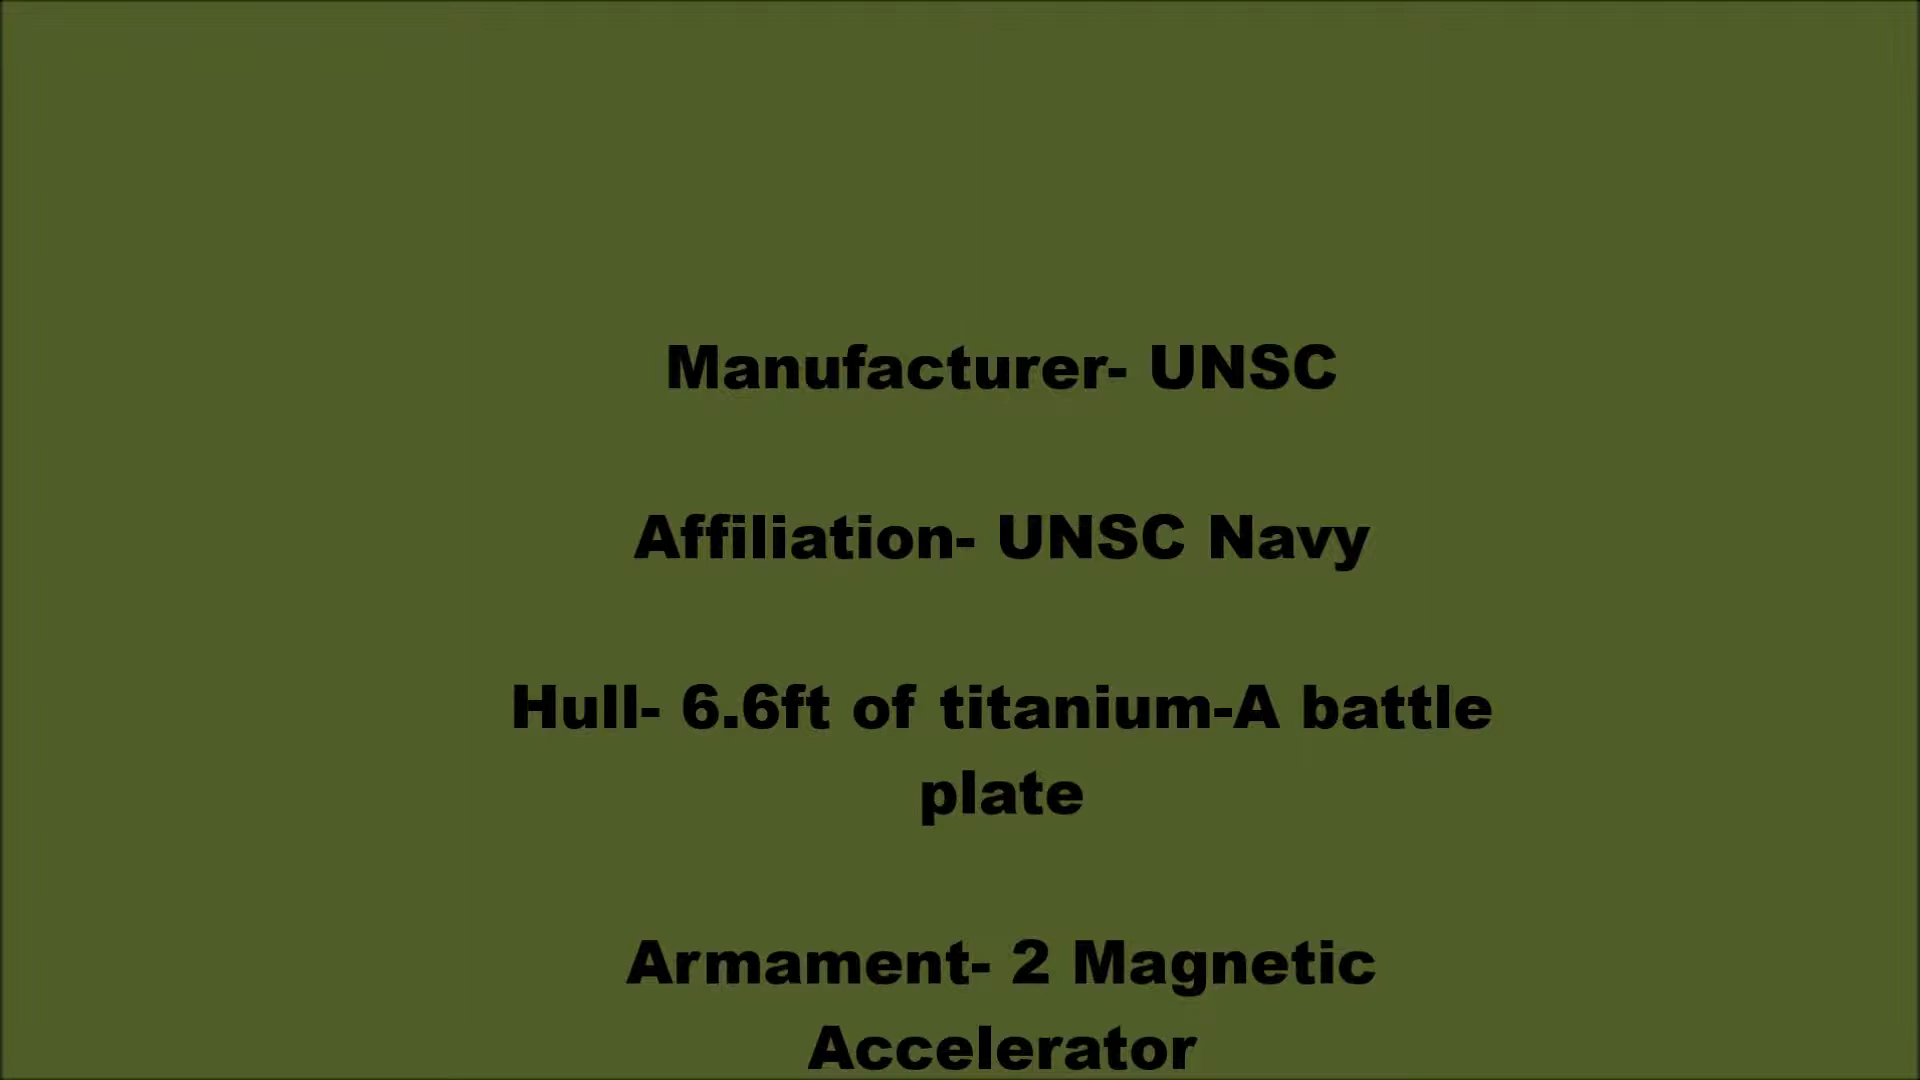 Manufacturer- UNSC
Affiliation- UNSC Navy
Hull- 6.6ft of titanium-A battle
plate
Armament- 2 Magnetic
Accelerator